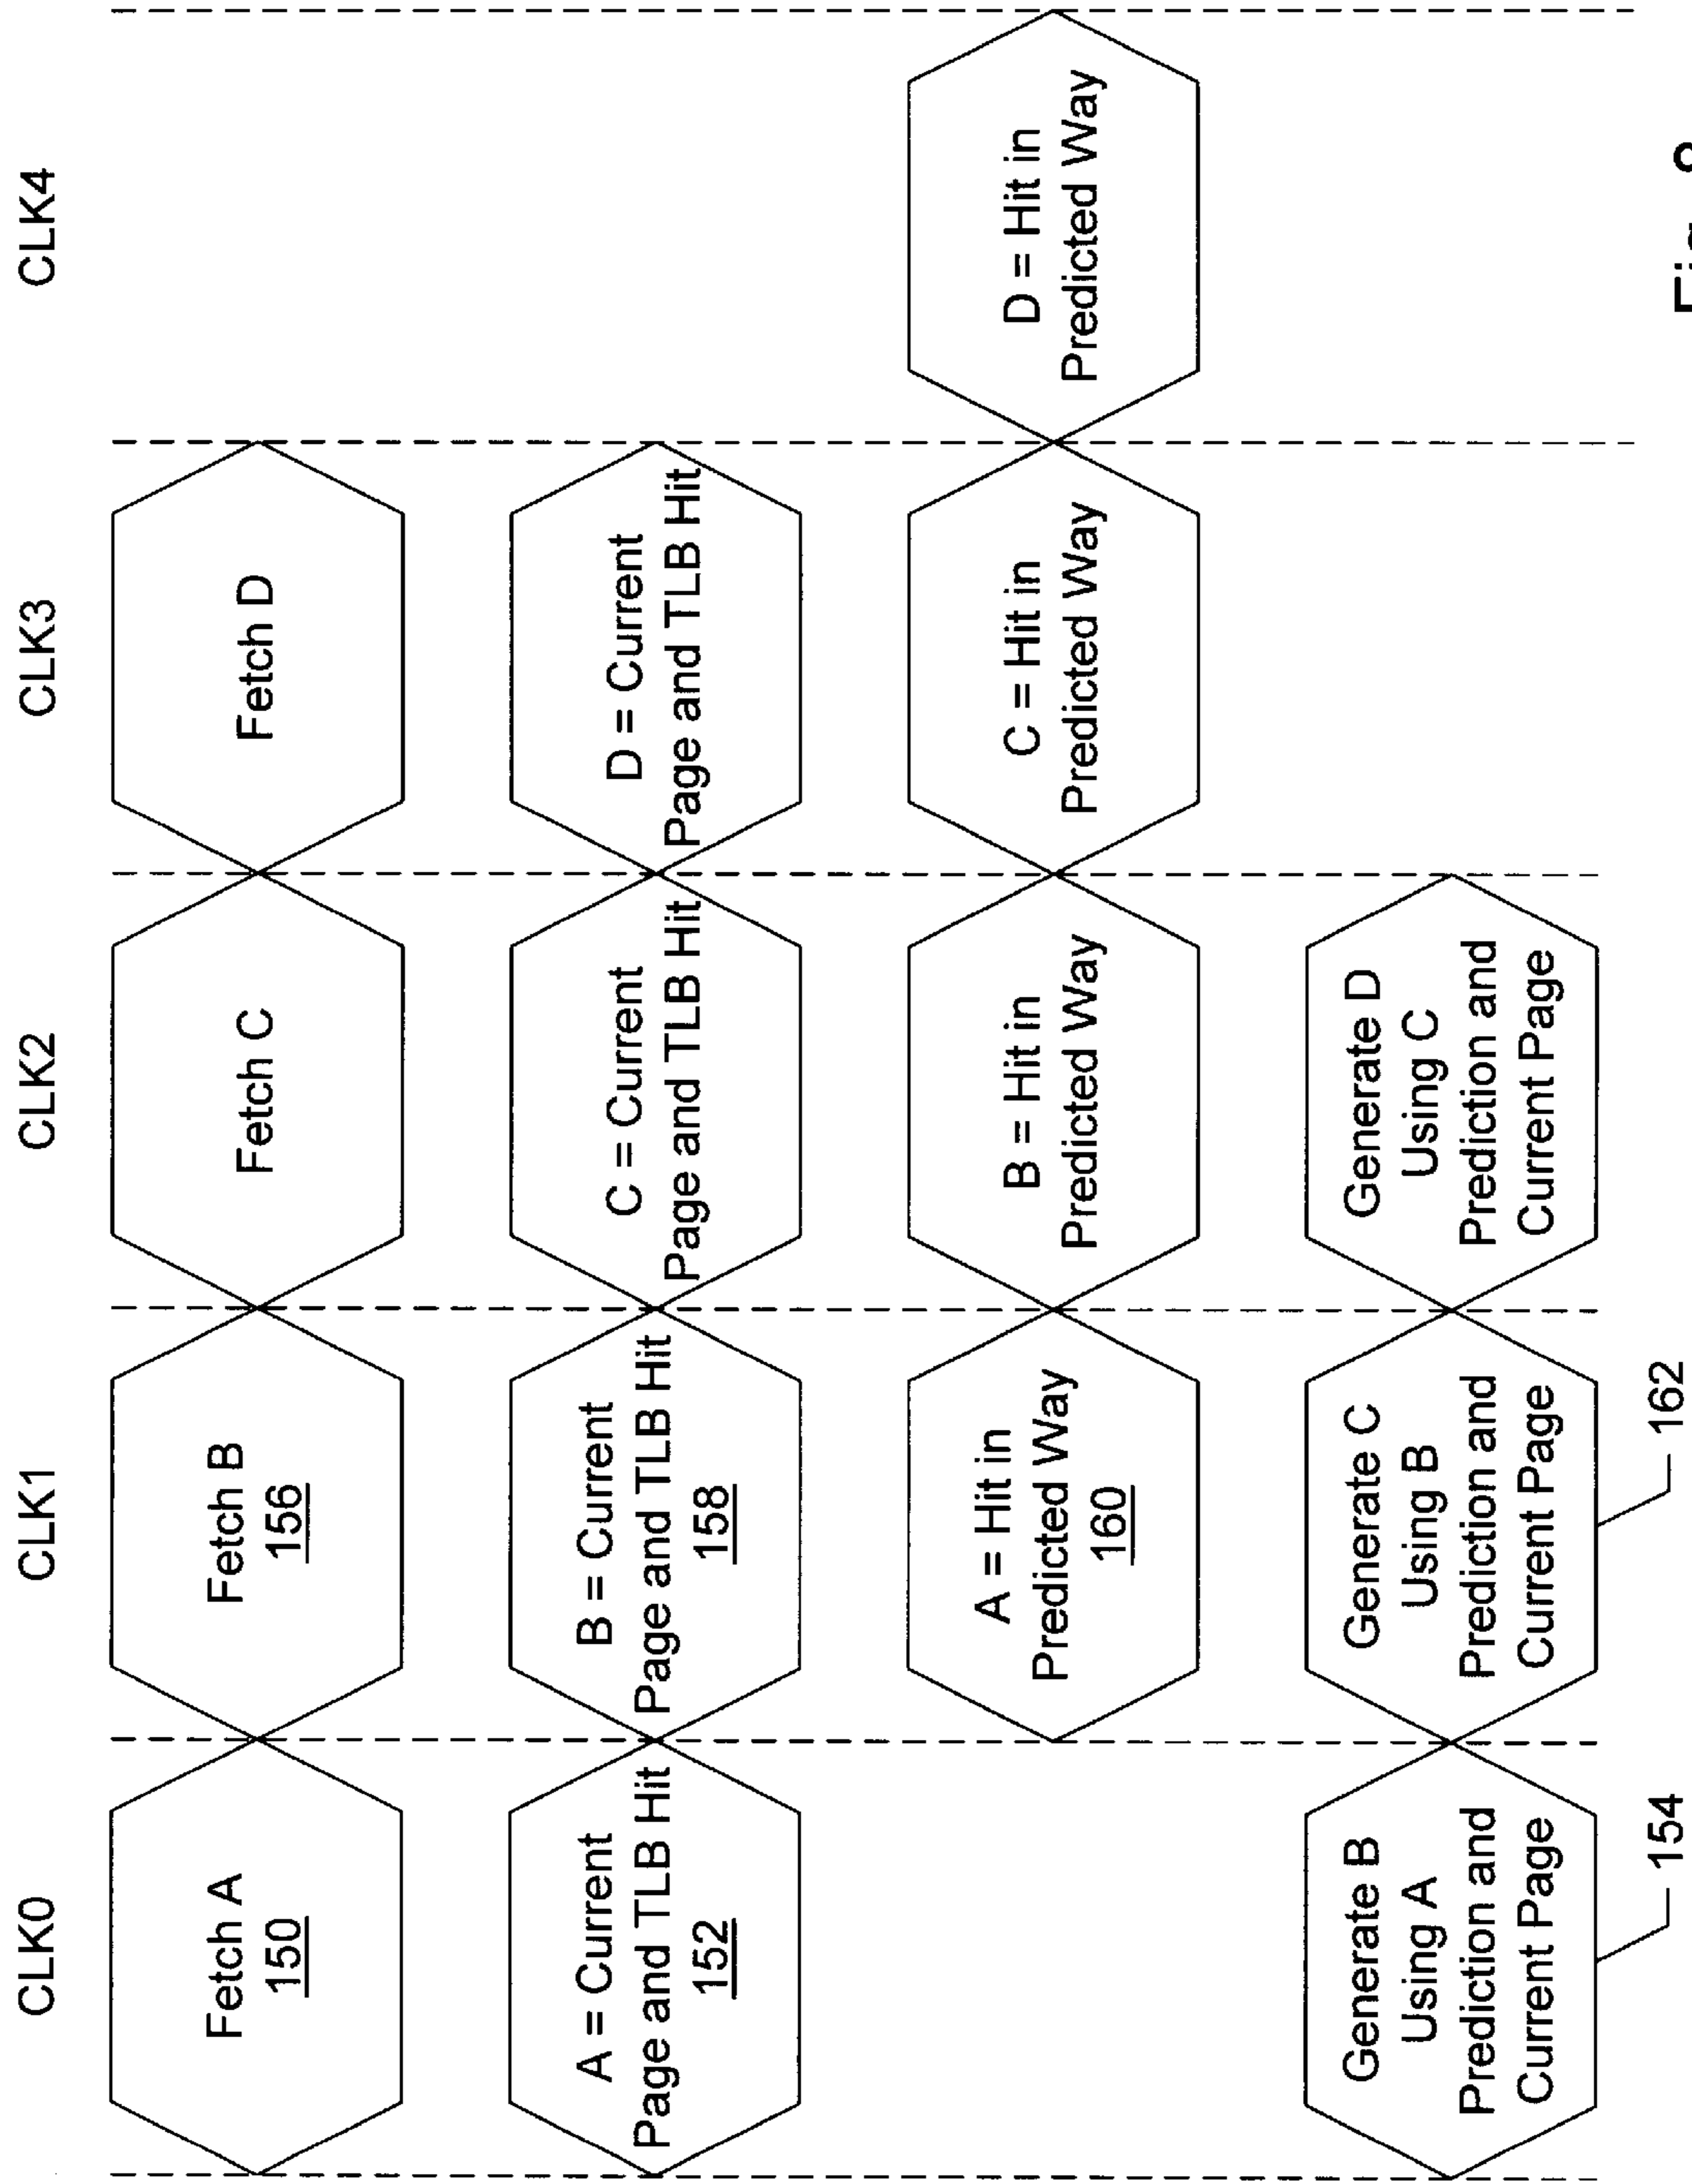 CLK0
CLK1
CLK2
CLK3
CLK4
Fetch A
150
Fetch B
156
Fetch C
Fetch D
A = Current
Page and TLB Hit
152
B = Current
Page and TLB Hit
158
C = Current
Page and TLB Hit
D = Current
Page and TLB Hit
A = Hit in
Predicted Way
160
B = Hit in
Predicted Way
C = Hit in
Predicted Way
D = Hit in
Predicted Way
Generate B
Using A
Prediction and
Current Page
154
Generate C
Using B
Prediction and
Current Page
162
Generate D
Using C
Prediction and
Current Page
Fig.